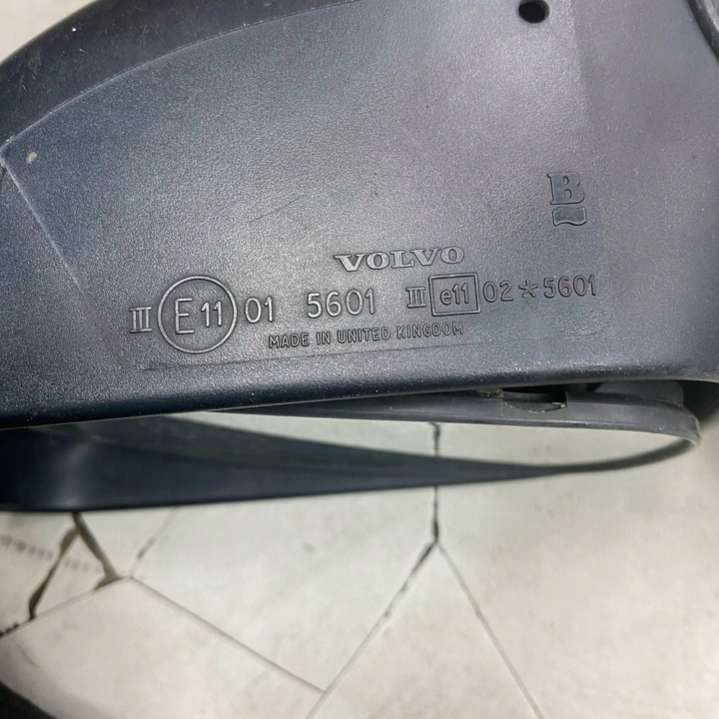 B
VOLVO
III E11 01 5601 III e11 02*5601
MADE IN UNITED KINGDOM